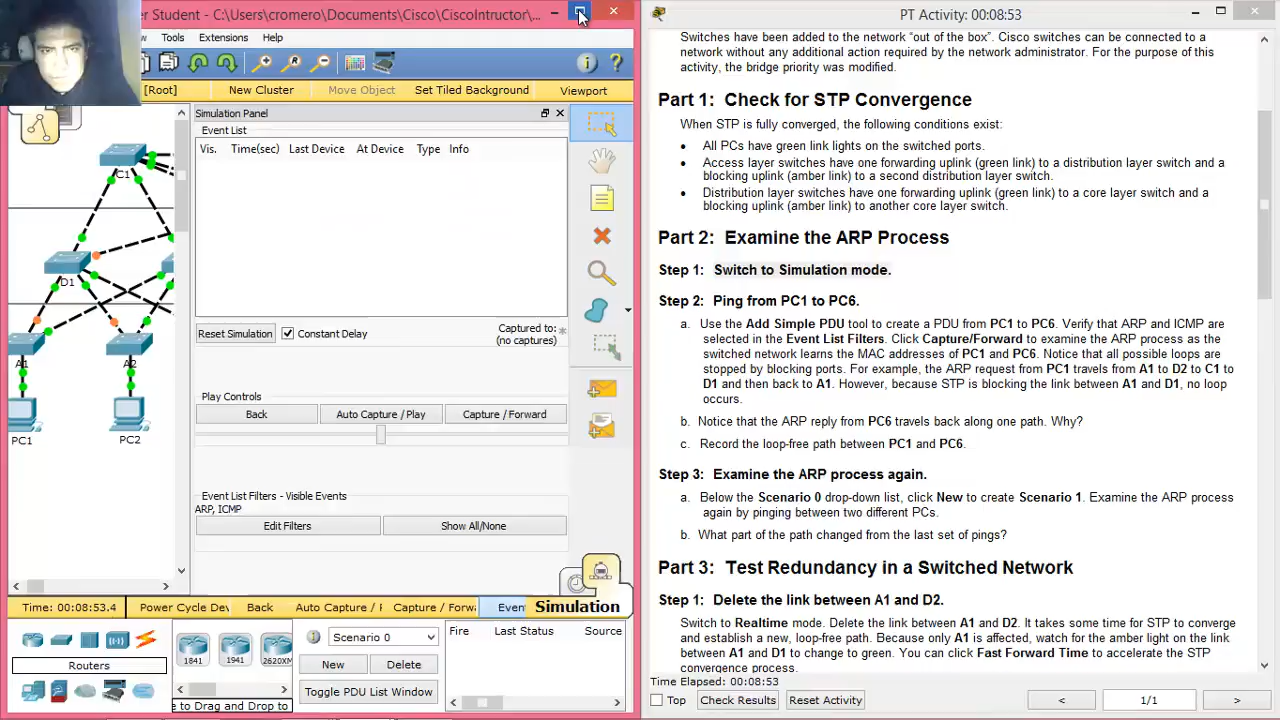 er Student - C:\Users\cromero\Documents\Cisco\CiscoIntructor\...
Tools Extensions Help
[Root] New Cluster Move Object Set Tiled Background Viewport
Simulation Panel
Event List
Vis. Time(sec) Last Device At Device Type Info
C1
D1
A1 A2
PC1 PC2
Reset Simulation Constant Delay Captured to: *
(no captures)
Play Controls
Back Auto Capture / Play Capture / Forward
Event List Filters - Visible Events
ARP, ICMP
Edit Filters Show All/None
Time: 00:08:53.4 Power Cycle Dev Back Auto Capture / P Capture / Forwa Even Simulation
Routers
1841 1941 2620XM
e to Drag and Drop to
Scenario 0
New Delete
Toggle PDU List Window
Fire Last Status Source
PT Activity: 00:08:53
Switches have been added to the network “out of the box”. Cisco switches can be connected to a
network without any additional action required by the network administrator. For the purpose of this
activity, the bridge priority was modified.
Part 1: Check for STP Convergence
When STP is fully converged, the following conditions exist:
• All PCs have green link lights on the switched ports.
• Access layer switches have one forwarding uplink (green link) to a distribution layer switch and a
blocking uplink (amber link) to a second distribution layer switch.
• Distribution layer switches have one forwarding uplink (green link) to a core layer switch and a
blocking uplink (amber link) to another core layer switch.
Part 2: Examine the ARP Process
Step 1: Switch to Simulation mode.
Step 2: Ping from PC1 to PC6.
a. Use the Add Simple PDU tool to create a PDU from PC1 to PC6. Verify that ARP and ICMP are
selected in the Event List Filters. Click Capture/Forward to examine the ARP process as the
switched network learns the MAC addresses of PC1 and PC6. Notice that all possible loops are
stopped by blocking ports. For example, the ARP request from PC1 travels from A1 to D2 to C1 to
D1 and then back to A1. However, because STP is blocking the link between A1 and D1, no loop
occurs.
b. Notice that the ARP reply from PC6 travels back along one path. Why?
c. Record the loop-free path between PC1 and PC6.
Step 3: Examine the ARP process again.
a. Below the Scenario 0 drop-down list, click New to create Scenario 1. Examine the ARP process
again by pinging between two different PCs.
b. What part of the path changed from the last set of pings?
Part 3: Test Redundancy in a Switched Network
Step 1: Delete the link between A1 and D2.
Switch to Realtime mode. Delete the link between A1 and D2. It takes some time for STP to converge
and establish a new, loop-free path. Because only A1 is affected, watch for the amber light on the link
between A1 and D1 to change to green. You can click Fast Forward Time to accelerate the STP
convergence process.
Time Elapsed: 00:08:53
Top Check Results Reset Activity < 1/1 >